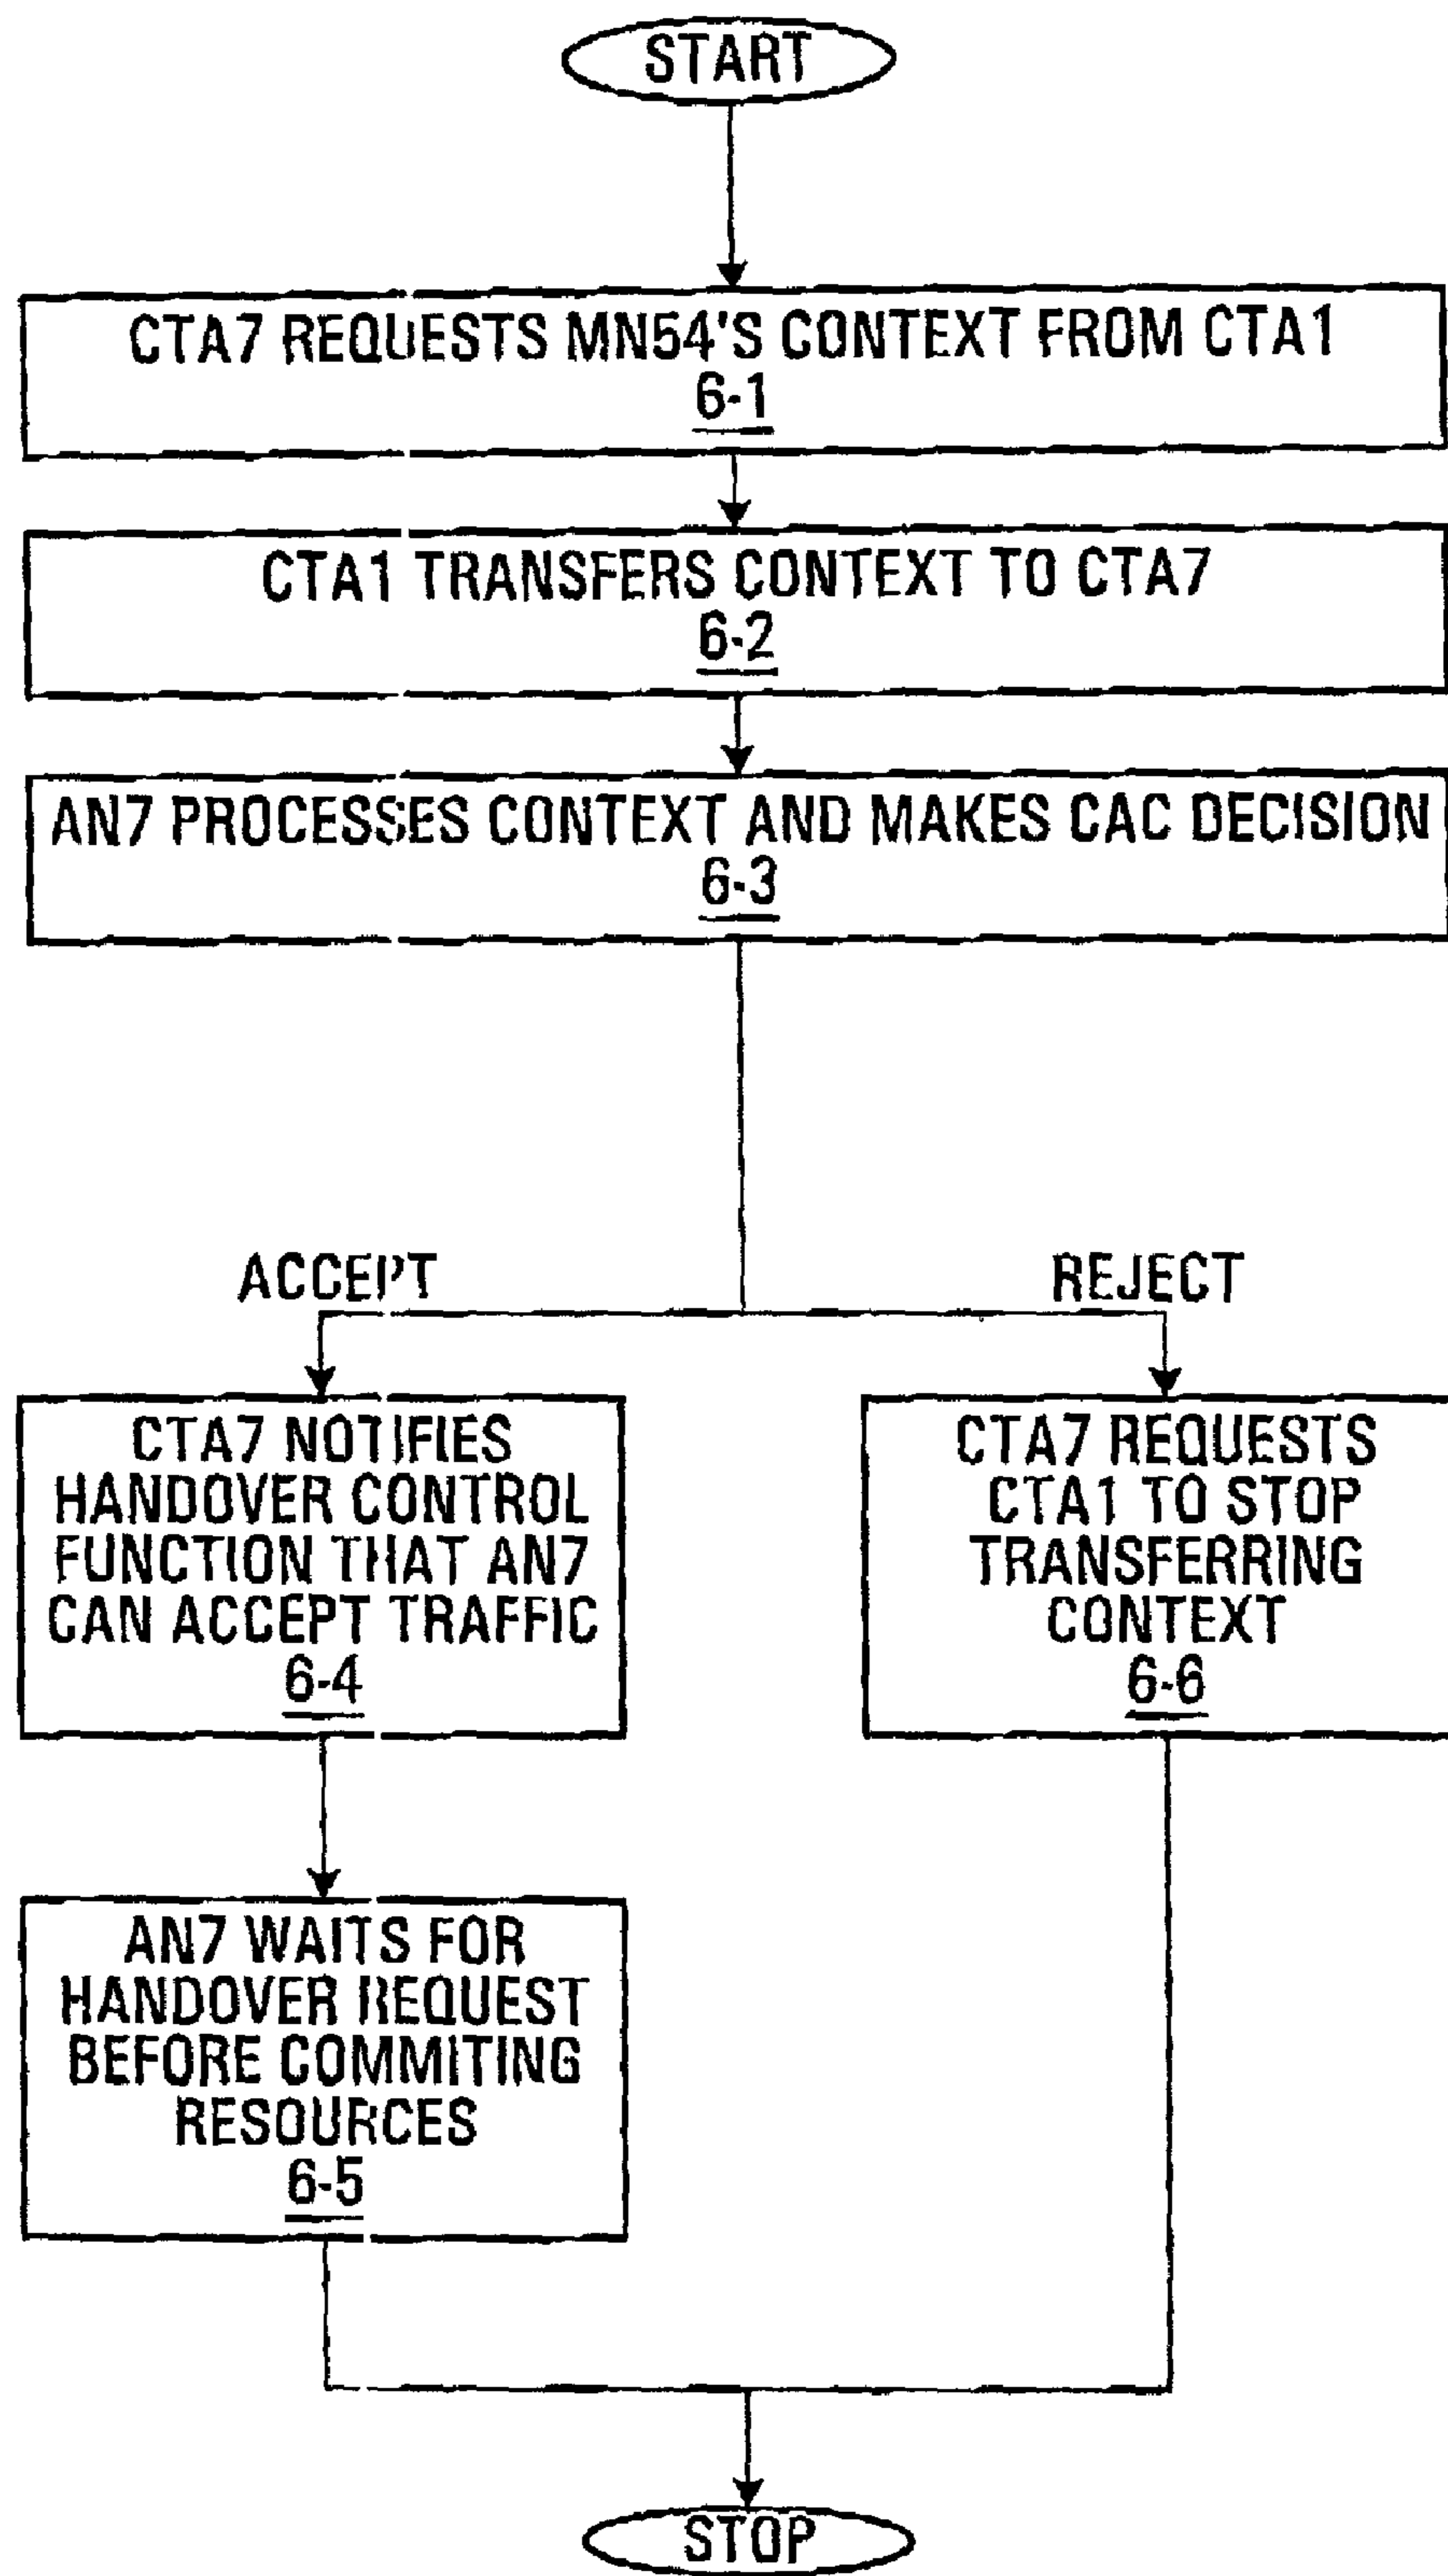 START
CTA7 REQUESTS MN54'S CONTEXT FROM CTA1
6-1
CTA1 TRANSFERS CONTEXT TO CTA7
6-2
AN7 PROCESSES CONTEXT AND MAKES CAC DECISION
6-3
ACCEPT
REJECT
CTA7 NOTIFIES
HANDOVER CONTROL
FUNCTION THAT AN7
CAN ACCEPT TRAFFIC
6-4
CTA7 REQUESTS
CTA1 TO STOP
TRANSFERRING
CONTEXT
6-6
AN7 WAITS FOR
HANDOVER REQUEST
BEFORE COMMITING
RESOURCES
6-5
STOP